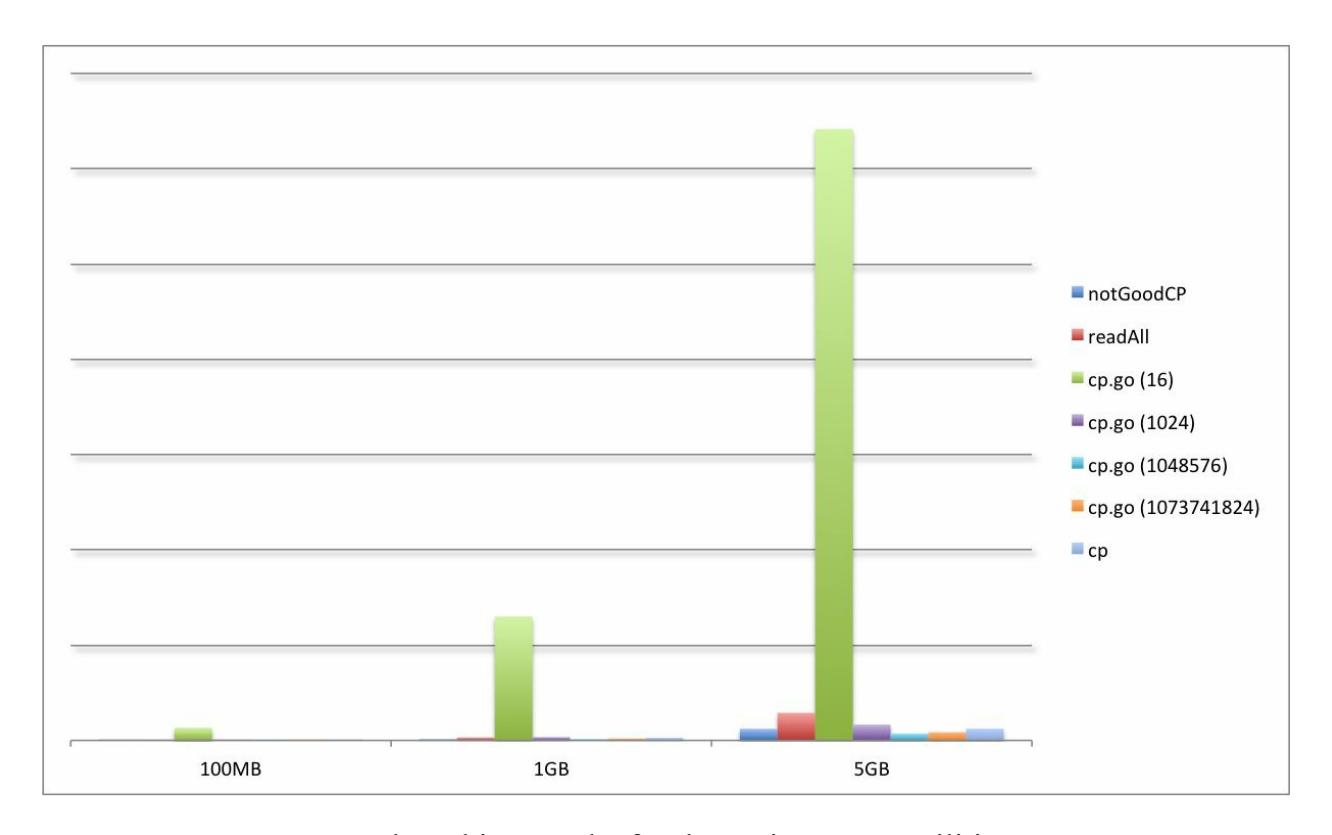 notGoodCP
readAll
cp.go (16)
cp.go (1024)
cp.go (1048576)
cp.go (1073741824)
cp
100MB
1GB
5GB